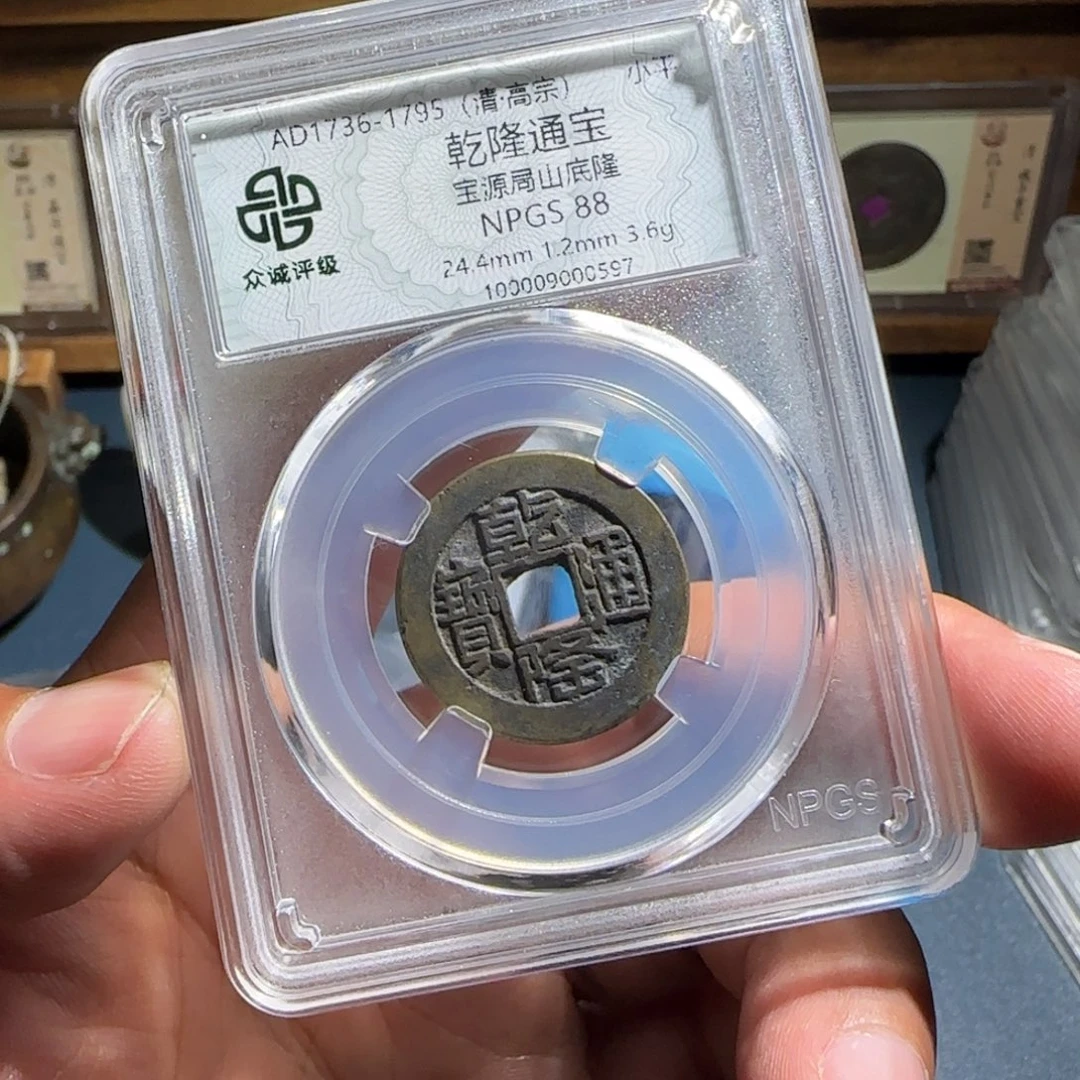 AD1736-1795（清·高宗） 小平
乾隆通宝
宝源局山底隆
NPGS 88
24.4mm 1.2mm 3.6g
100009000597
众诚评级
乾隆通寶
NPGS